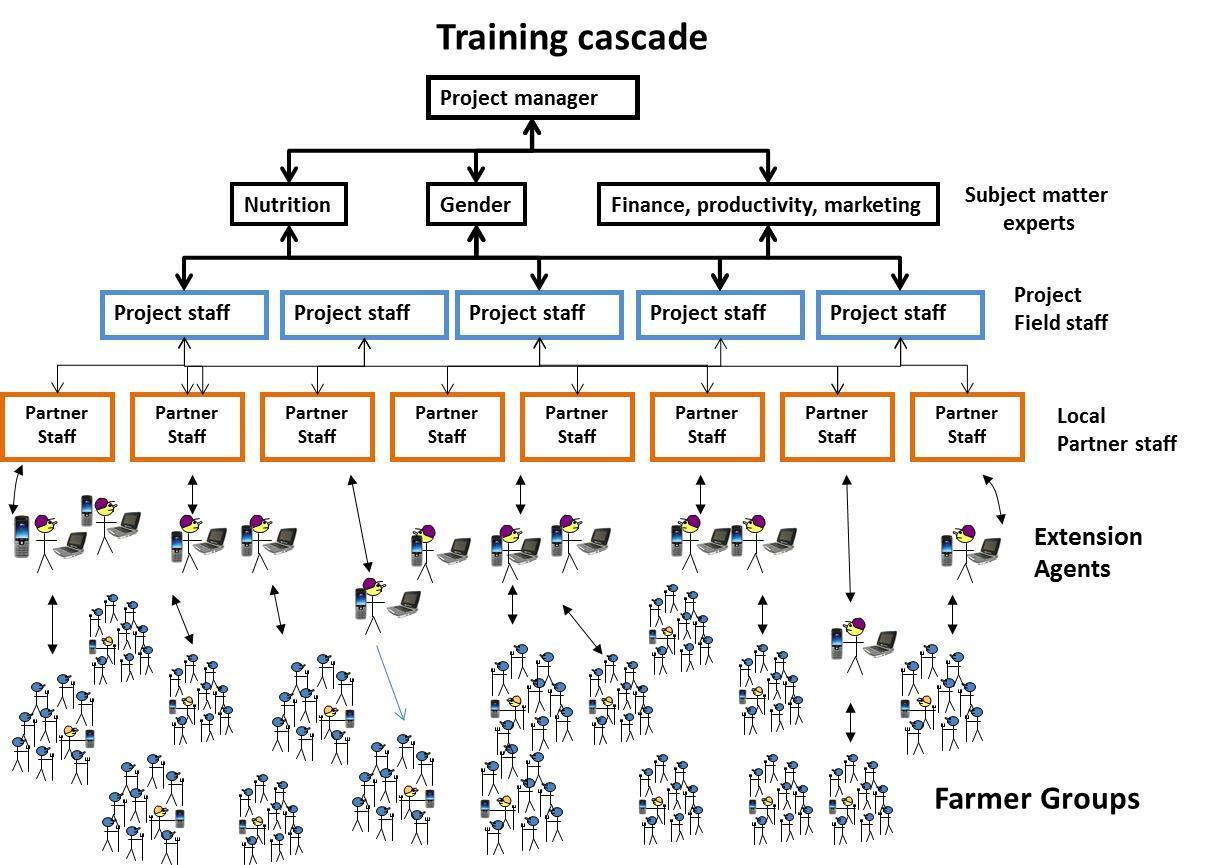 Training cascade
Project manager
Nutrition
Gender
Finance, productivity, marketing
Subject matter
experts
Project staff
Project staff
Project staff
Project staff
Project staff
Project
Field staff
Partner
Staff
Partner
Staff
Partner
Staff
Partner
Staff
Partner
Staff
Partner
Staff
Partner
Staff
Partner
Staff
Local
Partner staff
Extension
Agents
Farmer Groups